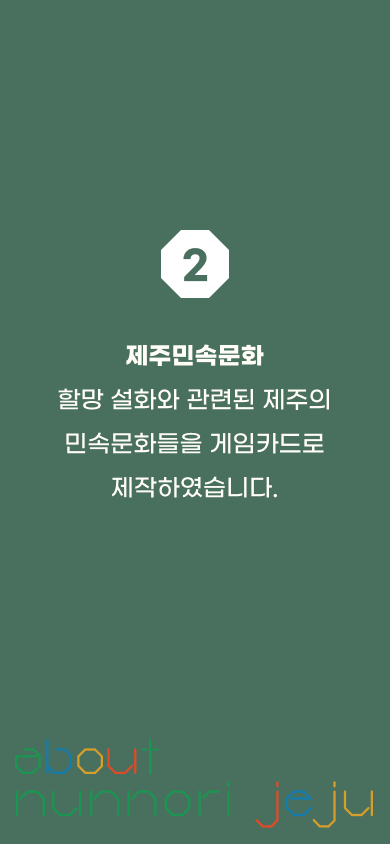 2
제주민속문화
할망 설화와 관련된 제주의
민속문화들을 게임카드로
제작하였습니다.
about
nunnori jeju